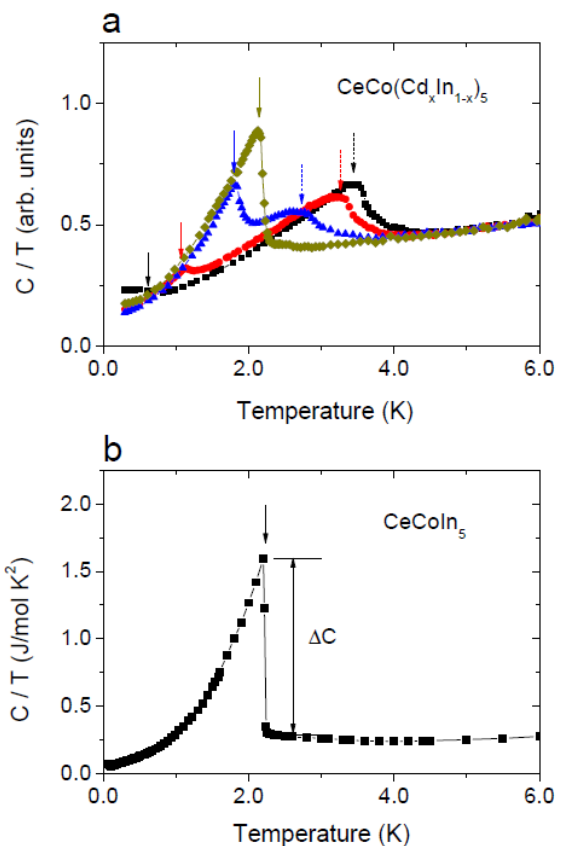 a
CeCo(CdxIn1-x)5
C / T (arb. units)
1.0
0.5
0.0
0.0 2.0 4.0 6.0
Temperature (K)
b
CeCoIn5
C / T (J/mol K2)
2.0
1.5
1.0
0.5
0.0
ΔC
0.0 2.0 4.0 6.0
Temperature (K)